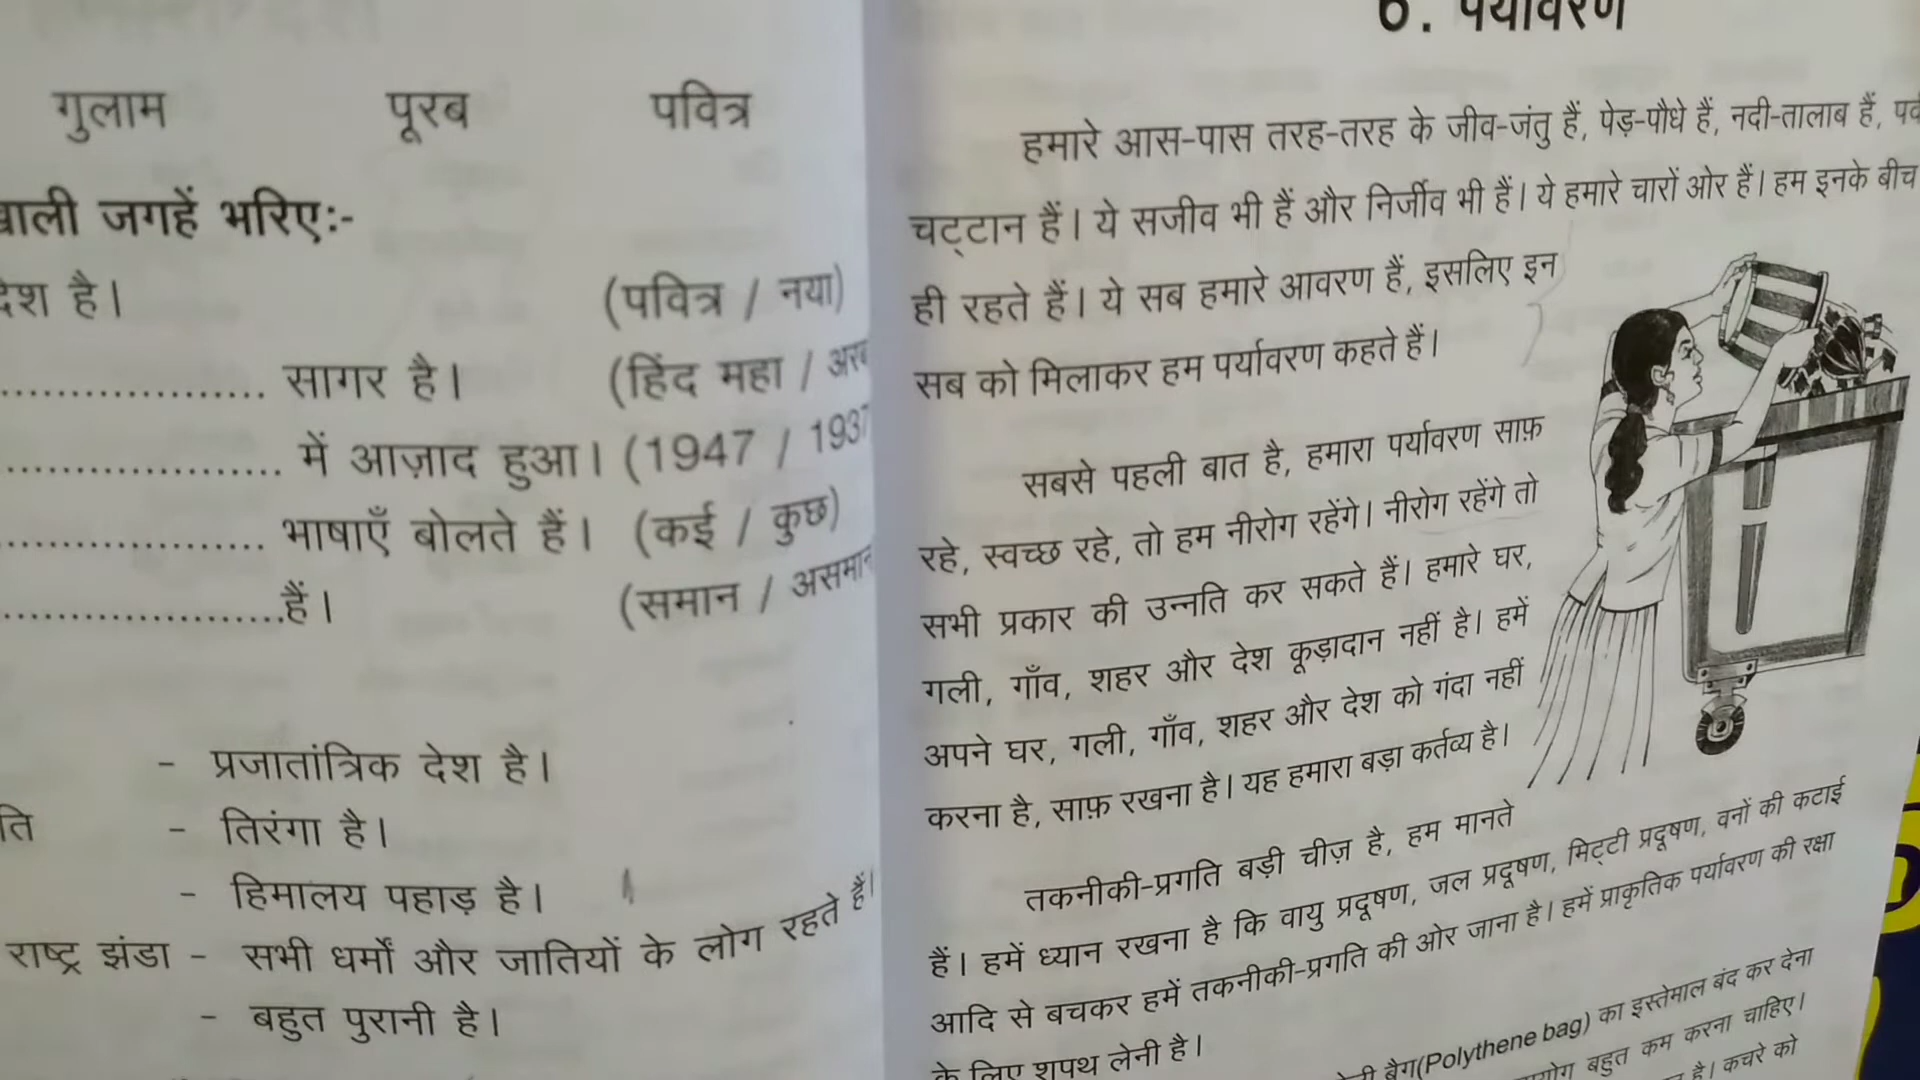 गुलाम पूरब पवित्र
जगहें भरिए:-
देश है। (पवित्र / नया)
.................. सागर है। (हिंद महा /
.................. में आज़ाद हुआ। (1947 / 1937
.................. भाषाएँ बोलते हैं। (कई / कुछ)
..................हैं। (समान / असमान
- प्रजातांत्रिक देश है।
ति - तिरंगा है।
- हिमालय पहाड़ है।
राष्ट्र झंडा - सभी धर्मों और जातियों के लोग रहते हैं।
- बहुत पुरानी है।
6. पर्यावरण
हमारे आस-पास तरह-तरह के जीव-जंतु हैं, पेड़-पौधे हैं, नदी-तालाब हैं,
चट्टान हैं। ये सजीव भी हैं और निर्जीव भी हैं। ये हमारे चारों ओर हैं। हम इनके बीच
ही रहते हैं। ये सब हमारे आवरण हैं, इसलिए इन
सब को मिलाकर हम पर्यावरण कहते हैं।
सबसे पहली बात है, हमारा पर्यावरण साफ़
रहे, स्वच्छ रहे, तो हम नीरोग रहेंगे। नीरोग रहेंगे तो
सभी प्रकार की उन्नति कर सकते हैं। हमारे घर,
गली, गाँव, शहर और देश कूड़ादान नहीं है। हमें
अपने घर, गली, गाँव, शहर और देश को गंदा नहीं
करना है, साफ़ रखना है। यह हमारा बड़ा कर्तव्य है।
तकनीकी-प्रगति बड़ी चीज़ है, हम मानते
हैं। हमें ध्यान रखना है कि वायु प्रदूषण, जल प्रदूषण, मिट्टी प्रदूषण, वनों की कटाई
आदि से बचकर हमें तकनीकी-प्रगति की ओर जाना है। हमें प्राकृतिक पर्यावरण की रक्षा
के लिए शपथ लेनी है।
बैग(Polythene bag) का इस्तेमाल बंद कर देना
बहुत कम करना चाहिए।
है। कचरे को